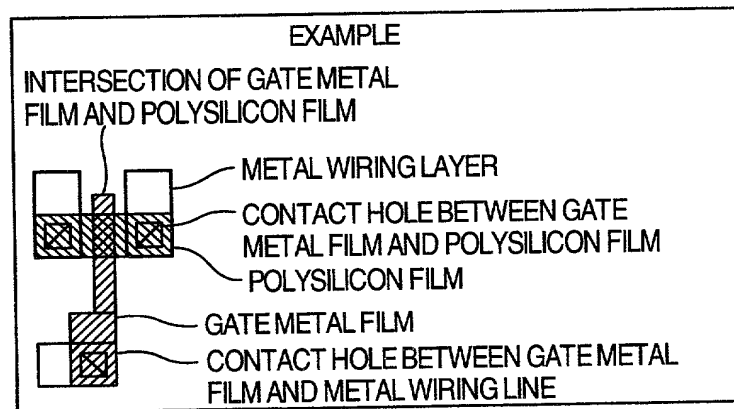 EXAMPLE
INTERSECTION OF GATE METAL
FILM AND POLYSILICON FILM
METAL WIRING LAYER
CONTACT HOLE BETWEEN GATE
METAL FILM AND POLYSILICON FILM
POLYSILICON FILM
GATE METAL FILM
CONTACT HOLE BETWEEN GATE METAL
FILM AND METAL WIRING LINE